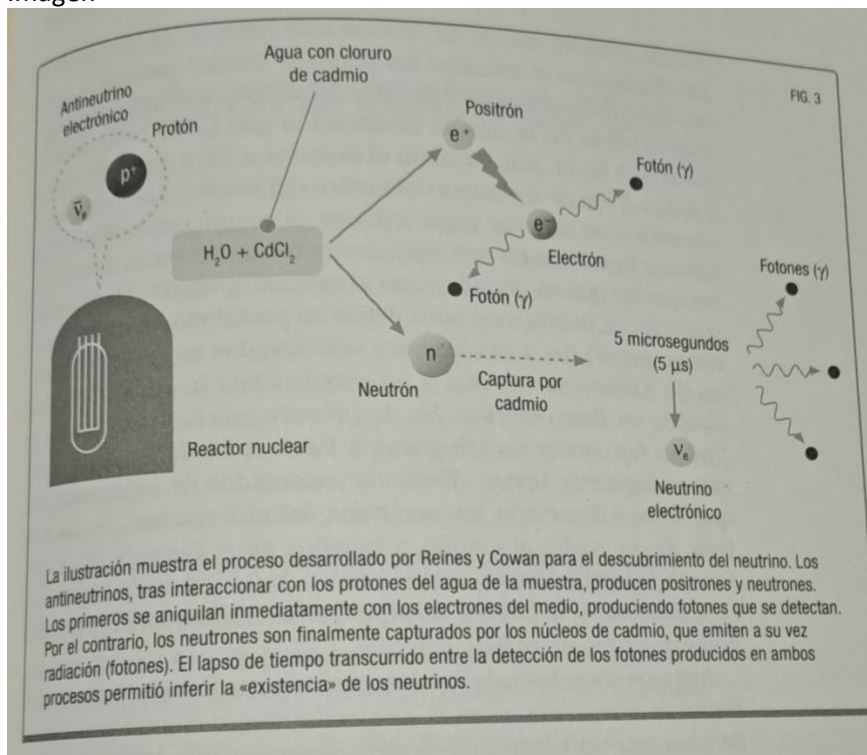 Imagen
Agua con cloruro
de cadmio
FIG. 3
Antineutrino
electrónico
Protón
p⁺
ν̄ₑ
Positrón
e⁺
Fotón (γ)
e⁻
Electrón
H₂O + CdCl₂
Fotón (γ)
Fotones (γ)
5 microsegundos
(5 µs)
n
Neutrón
Captura por
cadmio
Reactor nuclear
νₑ
Neutrino
electrónico
La ilustración muestra el proceso desarrollado por Reines y Cowan para el descubrimiento del neutrino. Los
antineutrinos, tras interaccionar con los protones del agua de la muestra, producen positrones y neutrones.
Los primeros se aniquilan inmediatamente con los electrones del medio, produciendo fotones que se detectan.
Por el contrario, los neutrones son finalmente capturados por los núcleos de cadmio, que emiten a su vez
radiación (fotones). El lapso de tiempo transcurrido entre la detección de los fotones producidos en ambos
procesos permitió inferir la «existencia» de los neutrinos.